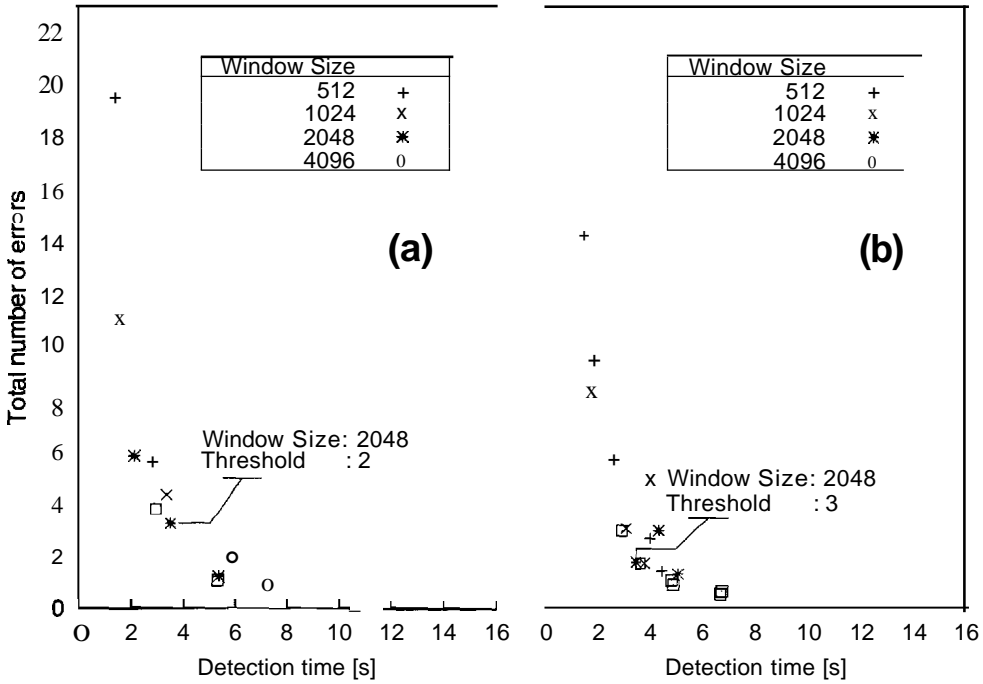 22
20
18
16
14
12
10
8
6
4
2
0
Total number of errors
Window Size
512 +
1024 x
2048 *
4096 0
(a)
Window Size: 2048
Threshold : 2
O 2 4 6 8 10 12 14 16
Detection time [s]
Window Size
512 +
1024 x
2048 *
4096 0
(b)
Window Size: 2048
Threshold : 3
0 2 4 6 8 10 12 14 16
Detection time [s]